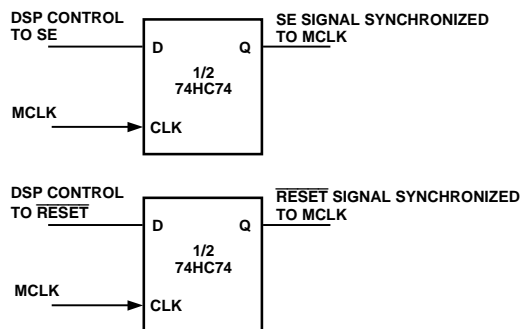 DSP CONTROL
TO SE
D
Q
SE SIGNAL SYNCHRONIZED
TO MCLK
1/2
74HC74
MCLK
CLK
DSP CONTROL
TO RESET
D
Q
RESET SIGNAL SYNCHRONIZED
TO MCLK
1/2
74HC74
MCLK
CLK